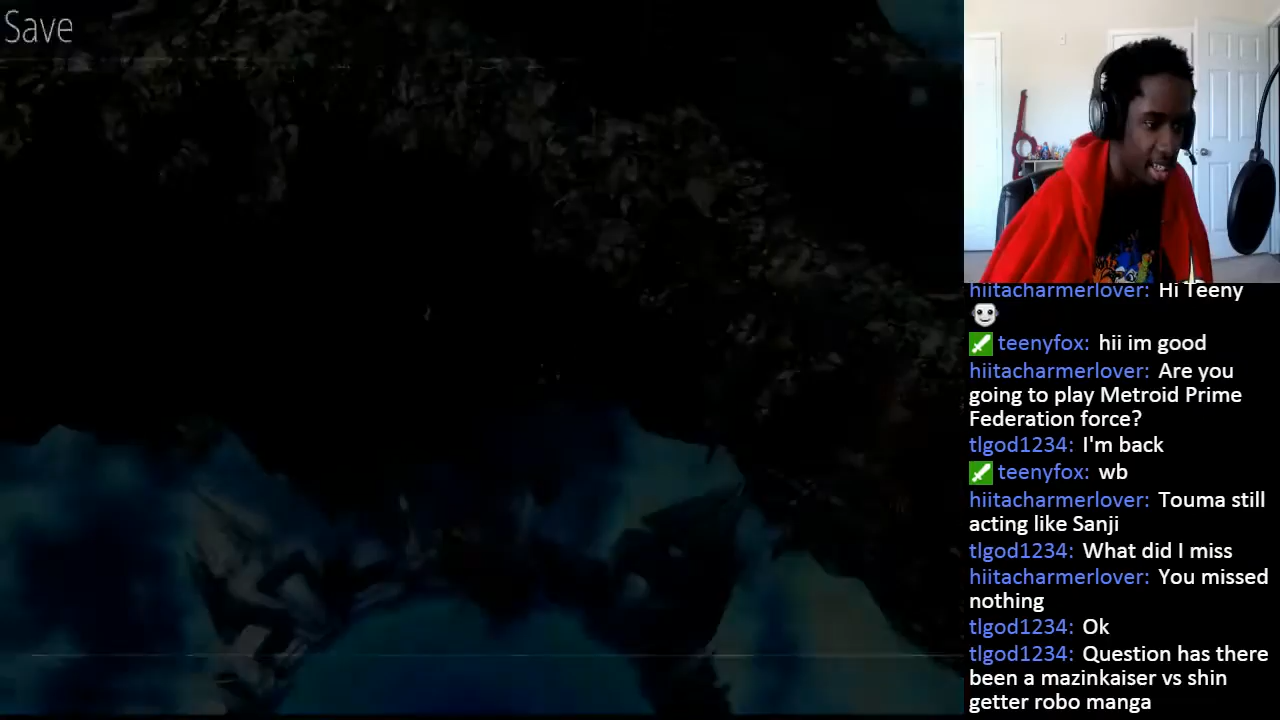 Save
hiitacharmerlover: Hi Teeny
teenyfox: hii im good
hiitacharmerlover: Are you
going to play Metroid Prime
Federation force?
tlgod1234: I'm back
teenyfox: wb
hiitacharmerlover: Touma still
acting like Sanji
tlgod1234: What did I miss
hiitacharmerlover: You missed
nothing
tlgod1234: Ok
tlgod1234: Question has there
been a mazinkaiser vs shin
getter robo manga